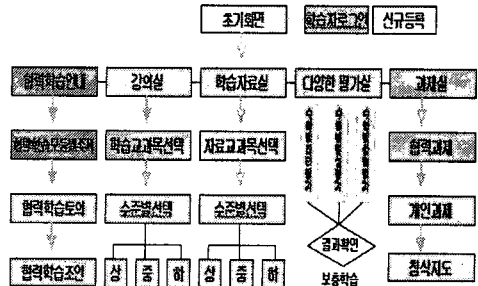 초기화면 학습자로그인 신규등록
협력학습안내 강의실 학습자료실 다양한 평가실 과제실
학습교과목선택 자료교과목선택 협력과제
협력학습토의 수준별선택 수준별선택 개인과제
결과확인
협력학습조언 상 중 하 상 중 하 보충학습 첨삭지도